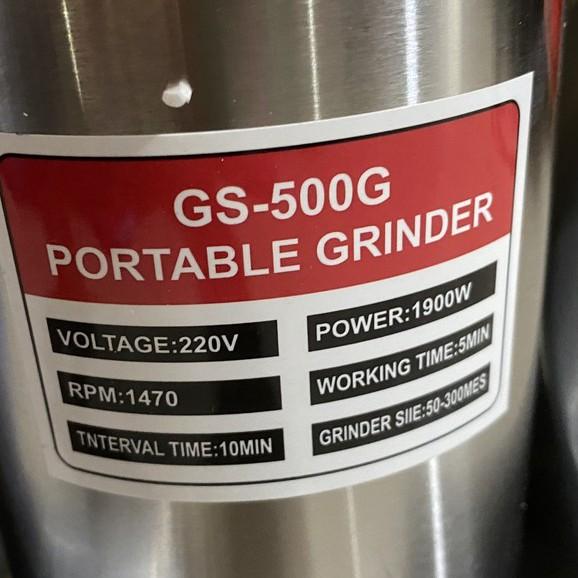 GS-500G
PORTABLE GRINDER
VOLTAGE:220V
POWER:1900W
RPM:1470
WORKING TIME:5MIN
TNTERVAL TIME:10MIN
GRINDER SIIE:50-300MES